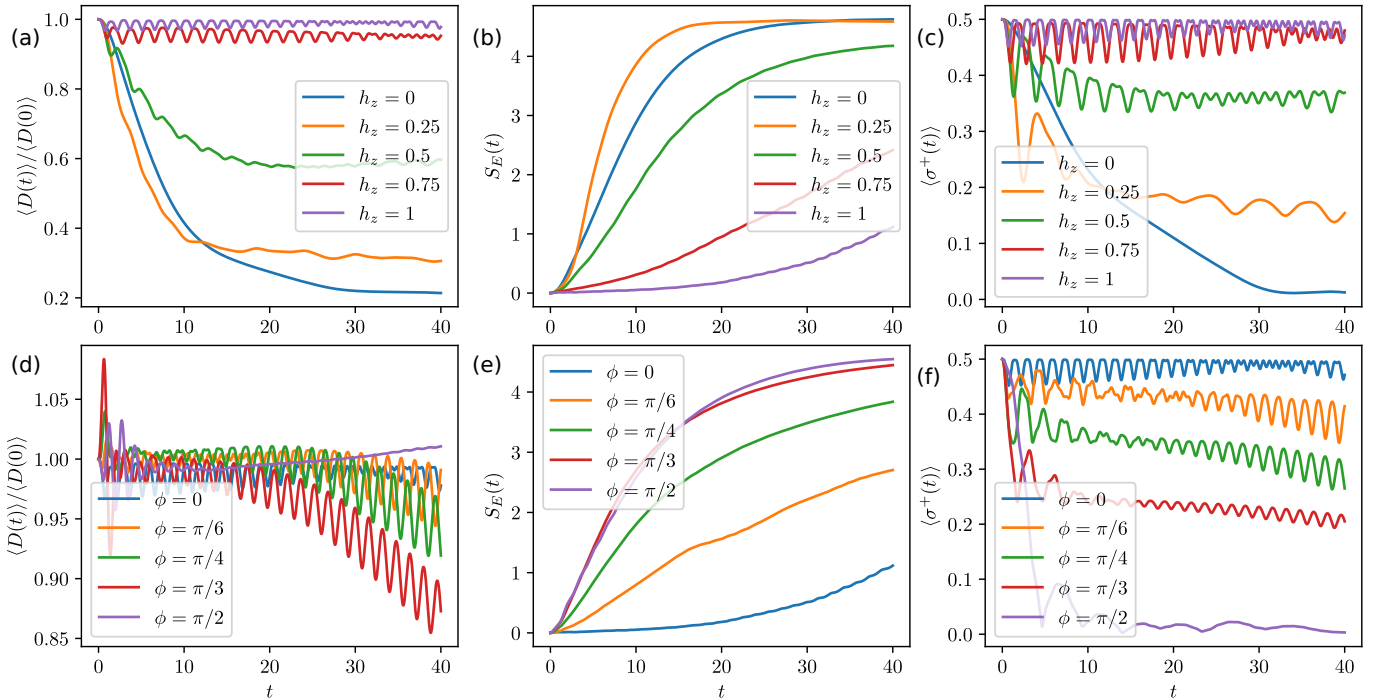 (a)
⟨D(t)⟩/⟨D(0)⟩
1.0
0.8
0.6
0.4
0.2
0
10
20
30
40
h_z = 0
h_z = 0.25
h_z = 0.5
h_z = 0.75
h_z = 1
(b)
S_E(t)
4
3
2
1
0
0
10
20
30
40
h_z = 0
h_z = 0.25
h_z = 0.5
h_z = 0.75
h_z = 1
(c)
⟨σ^+(t)⟩
0.5
0.4
0.3
0.2
0.1
0.0
0
10
20
30
40
h_z = 0
h_z = 0.25
h_z = 0.5
h_z = 0.75
h_z = 1
(d)
⟨D(t)⟩/⟨D(0)⟩
1.05
1.00
0.95
0.90
0.85
0
10
20
30
40
t
ϕ = 0
ϕ = π/6
ϕ = π/4
ϕ = π/3
ϕ = π/2
(e)
S_E(t)
4
3
2
1
0
0
10
20
30
40
t
ϕ = 0
ϕ = π/6
ϕ = π/4
ϕ = π/3
ϕ = π/2
(f)
⟨σ^+(t)⟩
0.5
0.4
0.3
0.2
0.1
0.0
0
10
20
30
40
t
ϕ = 0
ϕ = π/6
ϕ = π/4
ϕ = π/3
ϕ = π/2